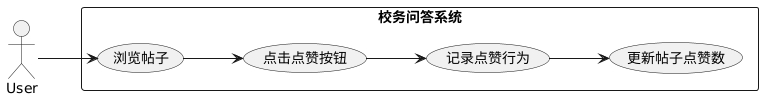 校务问答系统
浏览帖子
点击点赞按钮
记录点赞行为
更新帖子点赞数
User